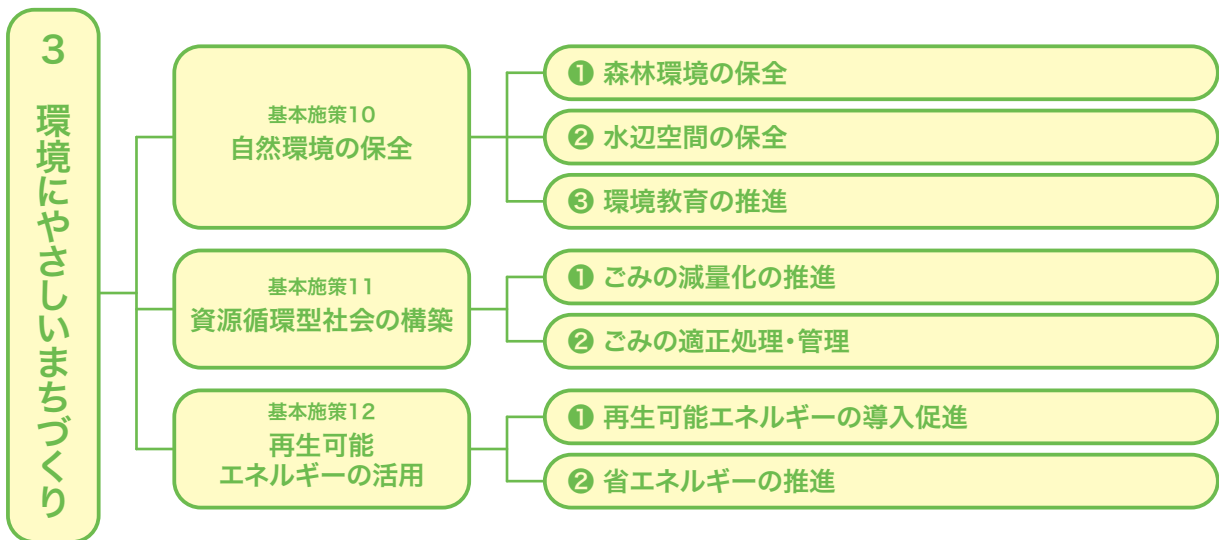 3 環境にやさしいまちづくり
基本施策10
自然環境の保全
❶ 森林環境の保全
❷ 水辺空間の保全
❸ 環境教育の推進
基本施策11
資源循環型社会の構築
❶ ごみの減量化の推進
❷ ごみの適正処理・管理
基本施策12
再生可能
エネルギーの活用
❶ 再生可能エネルギーの導入促進
❷ 省エネルギーの推進